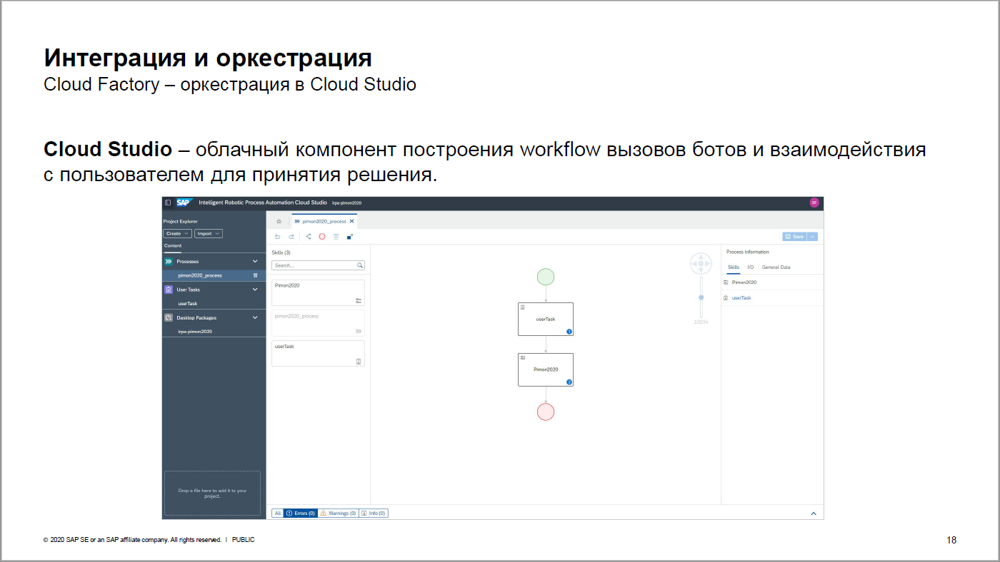 Интеграция и оркестрация
Cloud Factory – оркестрация в Cloud Studio
Cloud Studio – облачный компонент построения workflow вызовов ботов и взаимодействия
с пользователем для принятия решения.
SAP Intelligent Robotic Process Automation Cloud Studio irpa-pimon2020
SF
Project Explorer
Create
Import
Content
Processes
pimon2020_process
User Tasks
userTask
Desktop Packages
irpa-pimon2020
Drop a file here to add it to your
project.
pimon2020_process
Save
Skills (3)
Search...
Pimon2020
pimon2020_process
userTask
userTask
1
Pimon2020
2
100%
Process Information
Skills I/O General Data
Pimon2020
userTask
All Errors (0) Warnings (0) Info (0)
© 2020 SAP SE or an SAP affiliate company. All rights reserved. ǀ PUBLIC
18